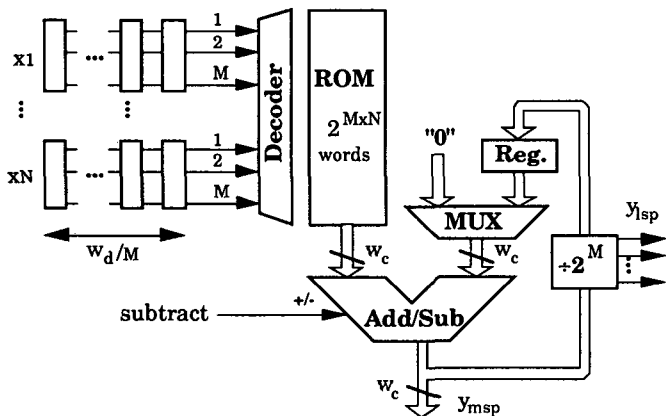 x1
1
2
M
xN
1
2
M
w_d/M
Decoder
ROM
2^MxN
words
"0"
Reg.
MUX
w_c
w_c
÷2^M
y_lsp
subtract
+/-
Add/Sub
w_c
y_msp